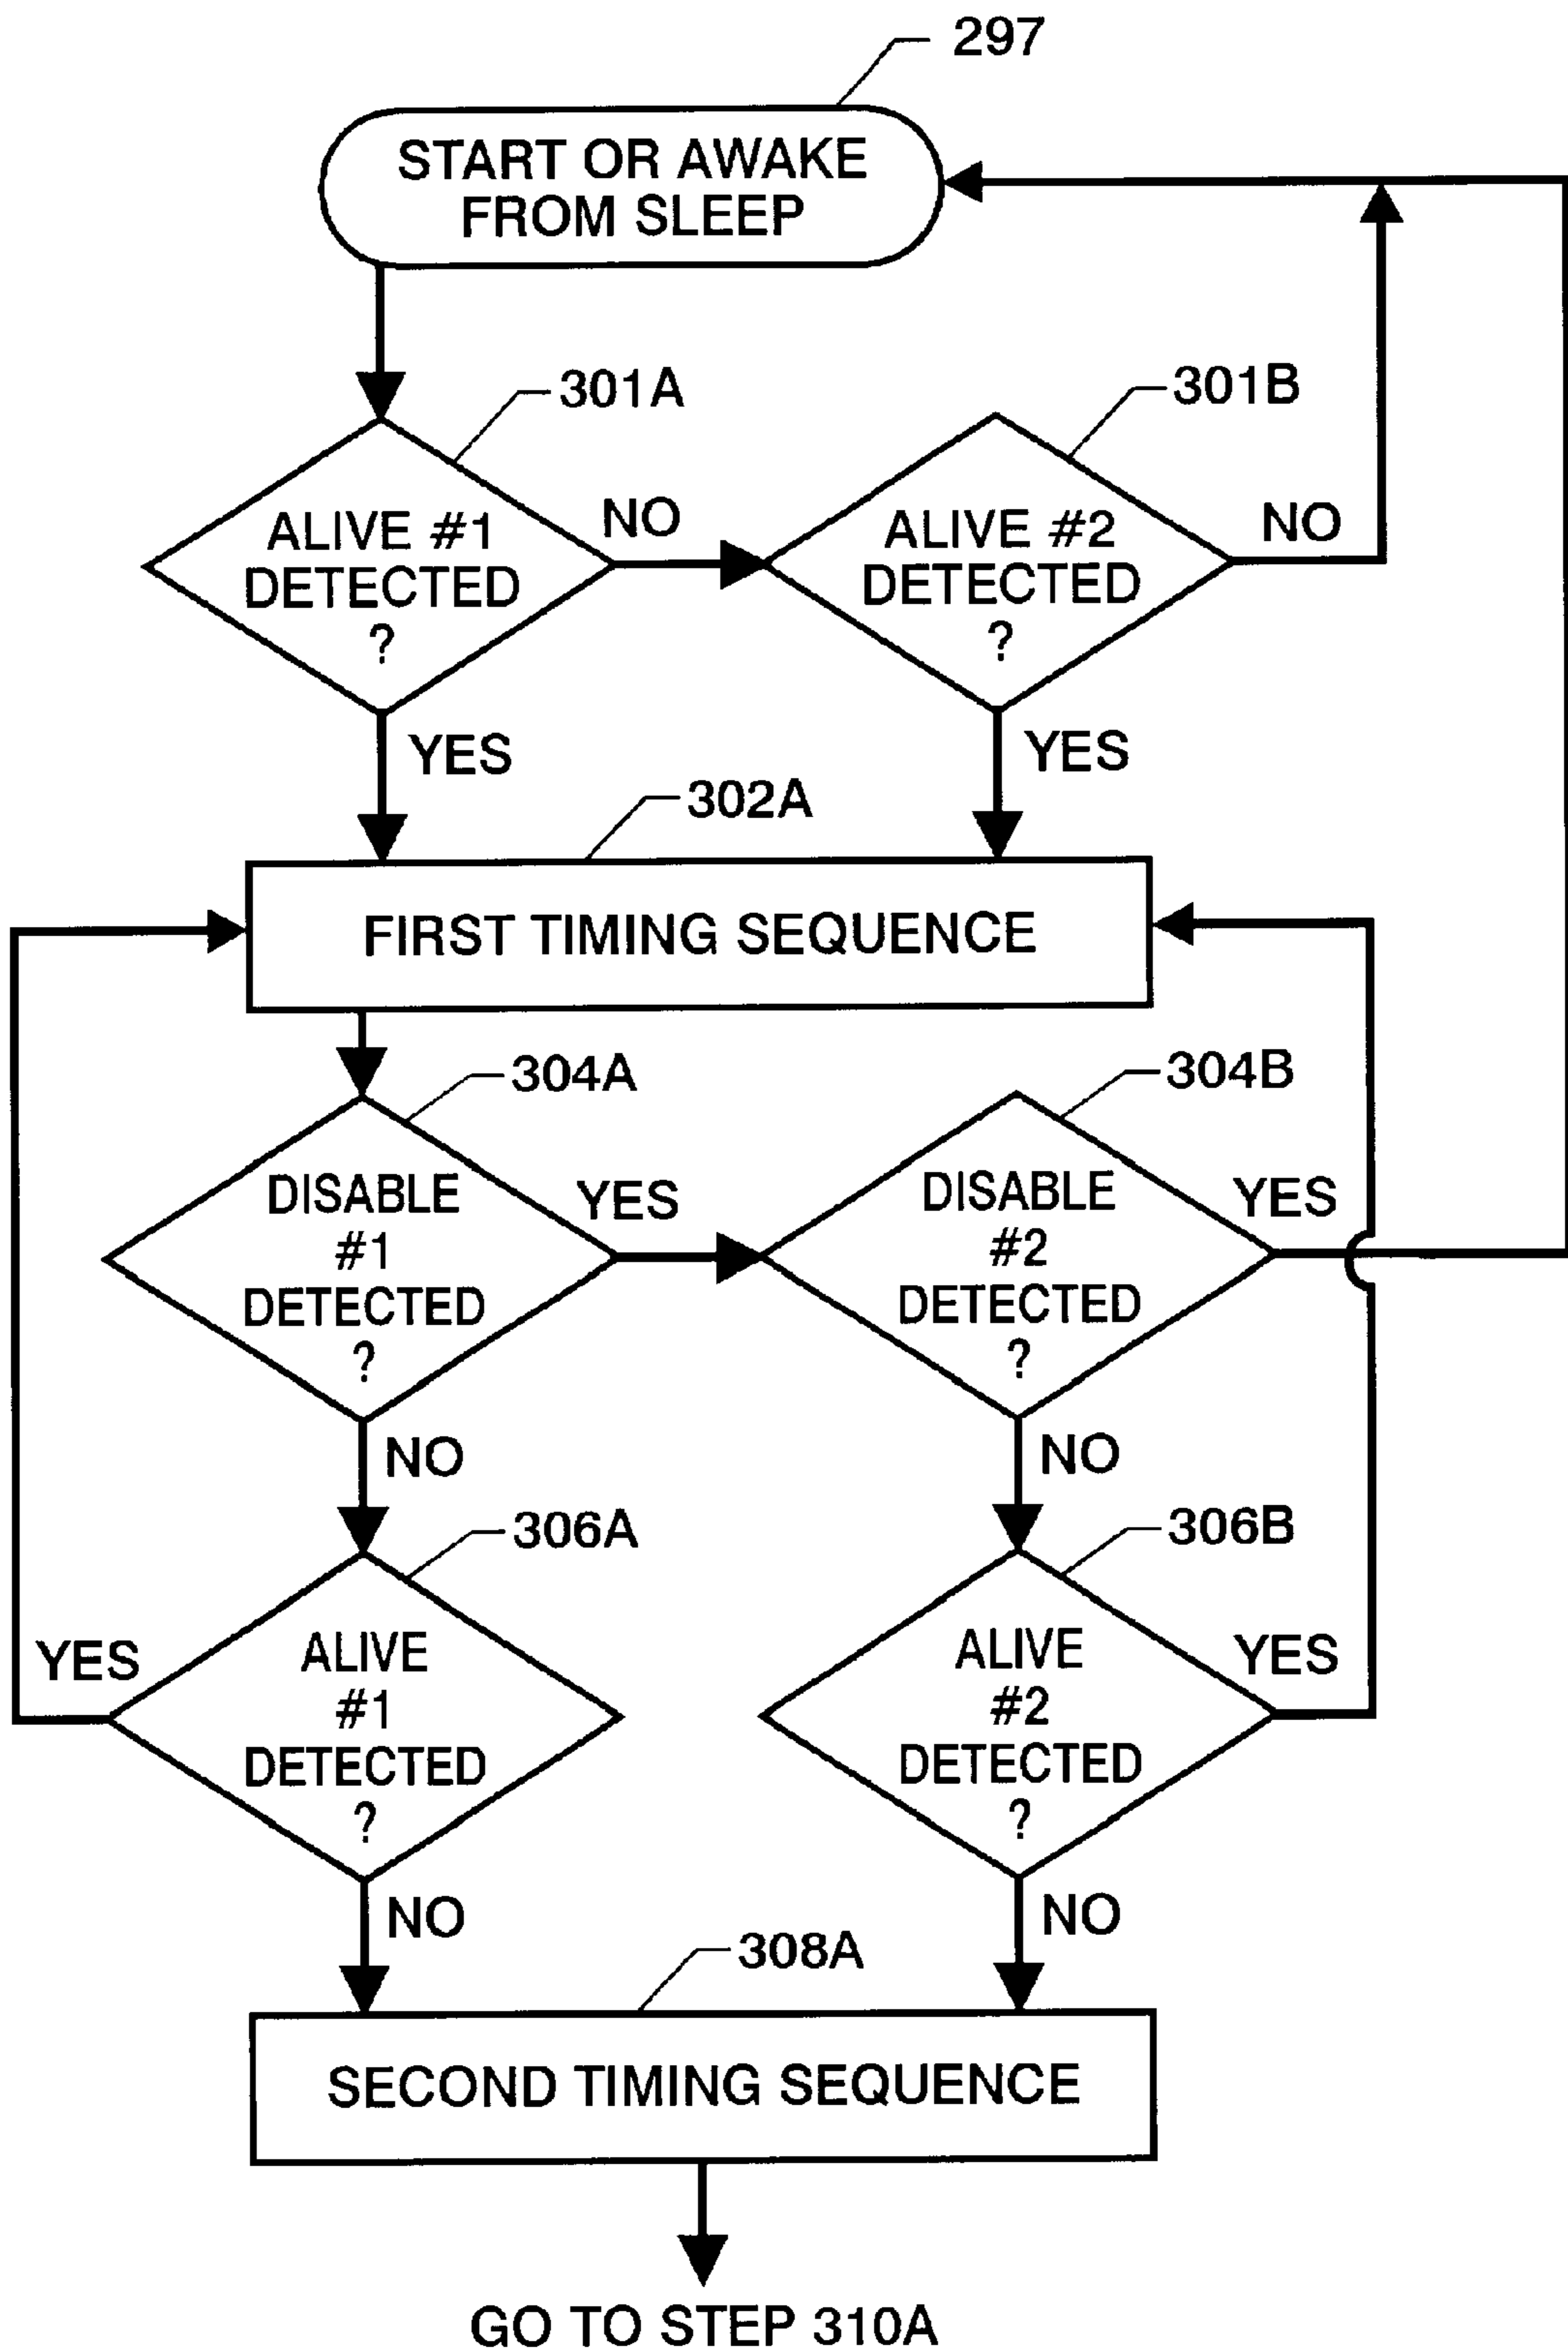 297
START OR AWAKE
FROM SLEEP
301A
301B
ALIVE #1
DETECTED
?
NO
ALIVE #2
DETECTED
?
NO
YES
YES
302A
FIRST TIMING SEQUENCE
304A
304B
DISABLE
#1
DETECTED
?
YES
DISABLE
#2
DETECTED
?
YES
NO
NO
306A
306B
YES
ALIVE
#1
DETECTED
?
ALIVE
#2
DETECTED
?
YES
NO
NO
308A
SECOND TIMING SEQUENCE
GO TO STEP 310A